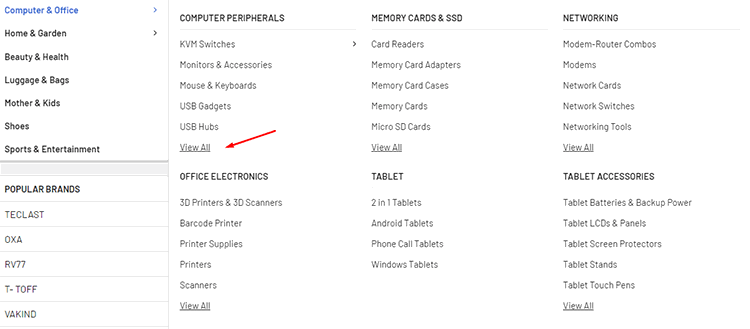 Computer & Office
Home & Garden
Beauty & Health
Luggage & Bags
Mother & Kids
Shoes
Sports & Entertainment
POPULAR BRANDS
TECLAST
OXA
RV77
T- TOFF
VAKIND
COMPUTER PERIPHERALS
KVM Switches
Monitors & Accessories
Mouse & Keyboards
USB Gadgets
USB Hubs
View All
MEMORY CARDS & SSD
Card Readers
Memory Card Adapters
Memory Card Cases
Memory Cards
Micro SD Cards
View All
NETWORKING
Modem-Router Combos
Modems
Network Cards
Network Switches
Networking Tools
View All
OFFICE ELECTRONICS
3D Printers & 3D Scanners
Barcode Printer
Printer Supplies
Printers
Scanners
View All
TABLET
2 in 1 Tablets
Android Tablets
Phone Call Tablets
Windows Tablets
TABLET ACCESSORIES
Tablet Batteries & Backup Power
Tablet LCDs & Panels
Tablet Screen Protectors
Tablet Stands
Tablet Touch Pens
View All